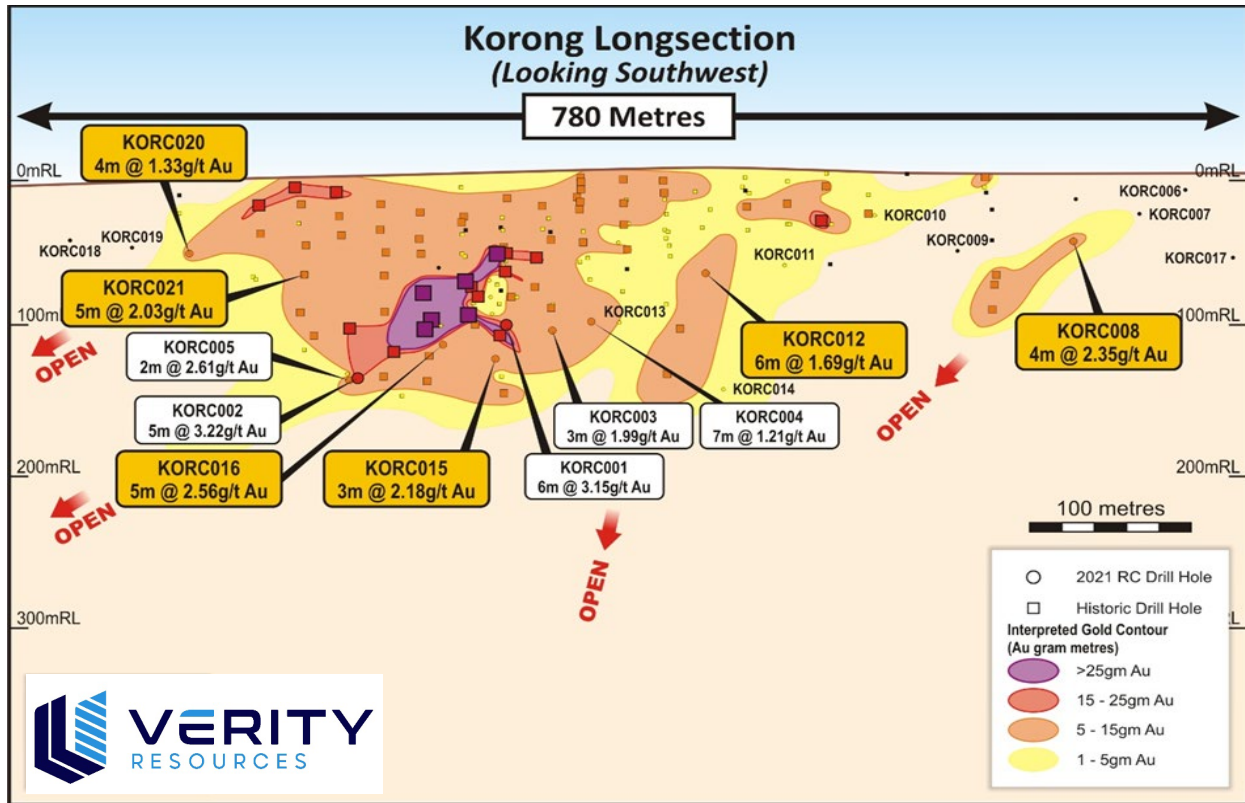 Korong Longsection
(Looking Southwest)
780 Metres
KORC020
4m @ 1.33g/t Au
0mRL
0mRL
KORC006
KORC007
KORC018
KORC019
KORC010
KORC009
KORC011
KORC017
KORC021
5m @ 2.03g/t Au
100mRL
100mRL
KORC013
KORC012
6m @ 1.69g/t Au
KORC008
4m @ 2.35g/t Au
OPEN
KORC005
2m @ 2.61g/t Au
KORC014
OPEN
KORC002
5m @ 3.22g/t Au
KORC003
3m @ 1.99g/t Au
KORC004
7m @ 1.21g/t Au
KORC016
5m @ 2.56g/t Au
KORC015
3m @ 2.18g/t Au
KORC001
6m @ 3.15g/t Au
200mRL
200mRL
OPEN
OPEN
100 metres
300mRL
2021 RC Drill Hole
Historic Drill Hole
Interpreted Gold Contour
(Au gram metres)
>25gm Au
15 - 25gm Au
5 - 15gm Au
1 - 5gm Au
VERITY
RESOURCES